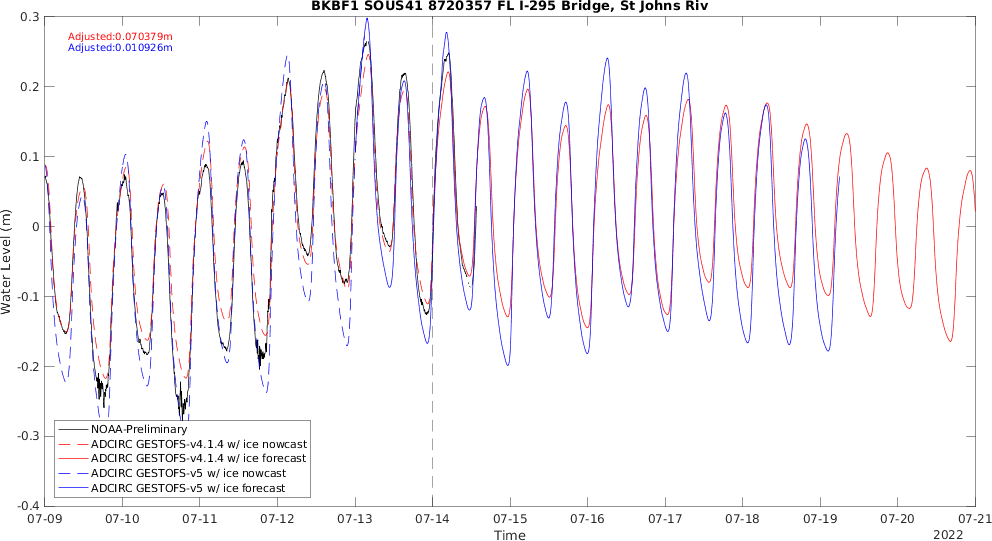 BKBF1 SOUS41 8720357 FL I-295 Bridge, St Johns Riv
Adjusted:0.070379m
Adjusted:0.010926m
0.3
0.2
0.1
0
-0.1
-0.2
-0.3
-0.4
Water Level (m)
NOAA-Preliminary
ADCIRC GESTOFS-v4.1.4 w/ ice nowcast
ADCIRC GESTOFS-v4.1.4 w/ ice forecast
ADCIRC GESTOFS-v5 w/ ice nowcast
ADCIRC GESTOFS-v5 w/ ice forecast
07-09 07-10 07-11 07-12 07-13 07-14 07-15 07-16 07-17 07-18 07-19 07-20 07-21
Time
2022